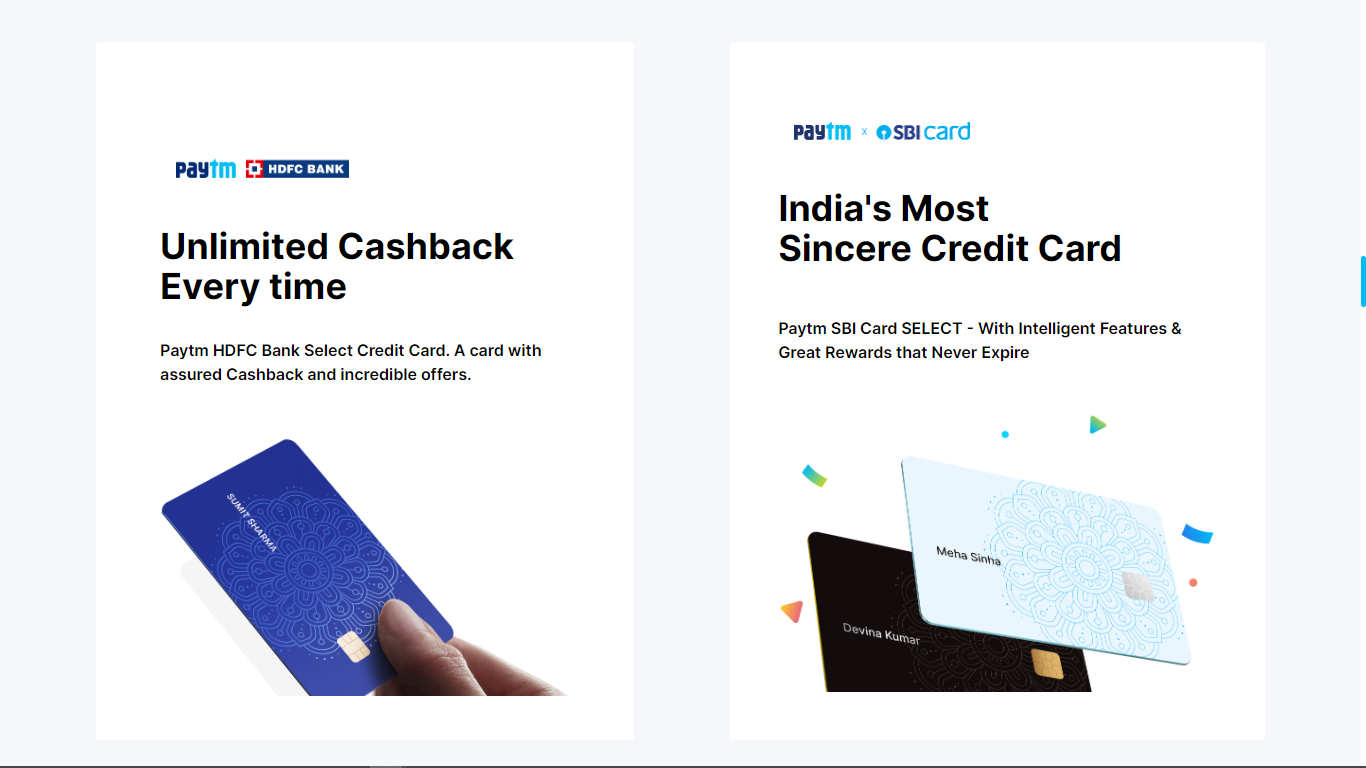 paytm HDFC BANK
Unlimited Cashback
Every time
Paytm HDFC Bank Select Credit Card. A card with
assured Cashback and incredible offers.
SUMIT SHARMA
paytm x SBI card
India's Most
Sincere Credit Card
Paytm SBI Card SELECT - With Intelligent Features &
Great Rewards that Never Expire
Meha Sinha
Devina Kumar